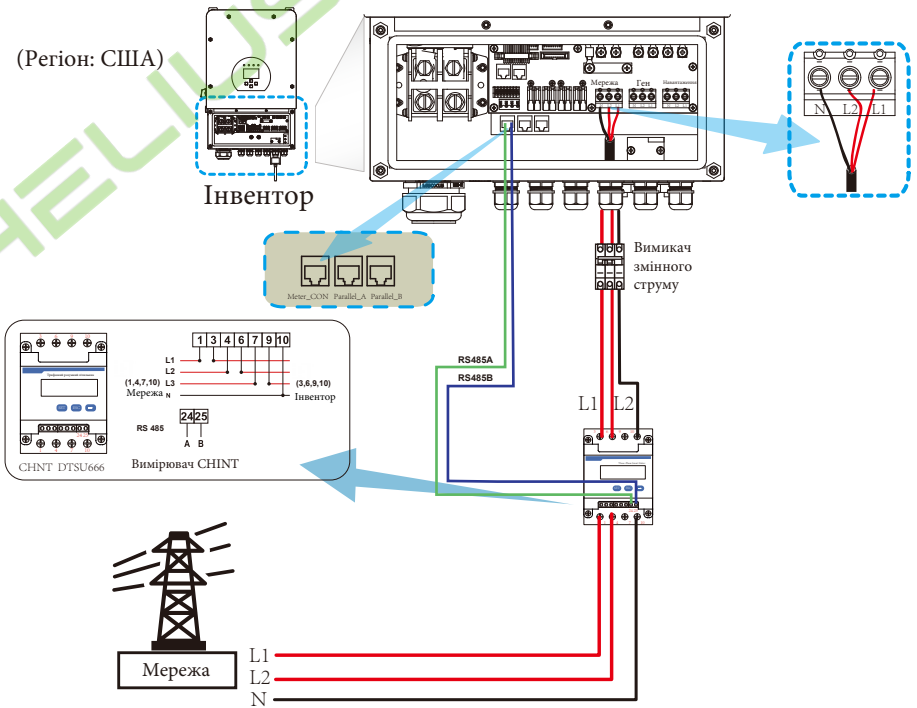 (Регіон: США)
HELIUS
Інвентор
Мережа
Ген
Навантаження
N L2 L1
Meter_CON Parallel_A Parallel_B
Вимикач
змінного
струму
1 3 4 6 7 9 10
L1
L2
(1,4,7,10) L3 (3,6,9,10)
Мережа N Інвентор
24 25
RS 485
A B
CHNT DTSU666
Вимірювач CHINT
RS485A
RS485B
L1 L2
Мережа
L1
L2
N